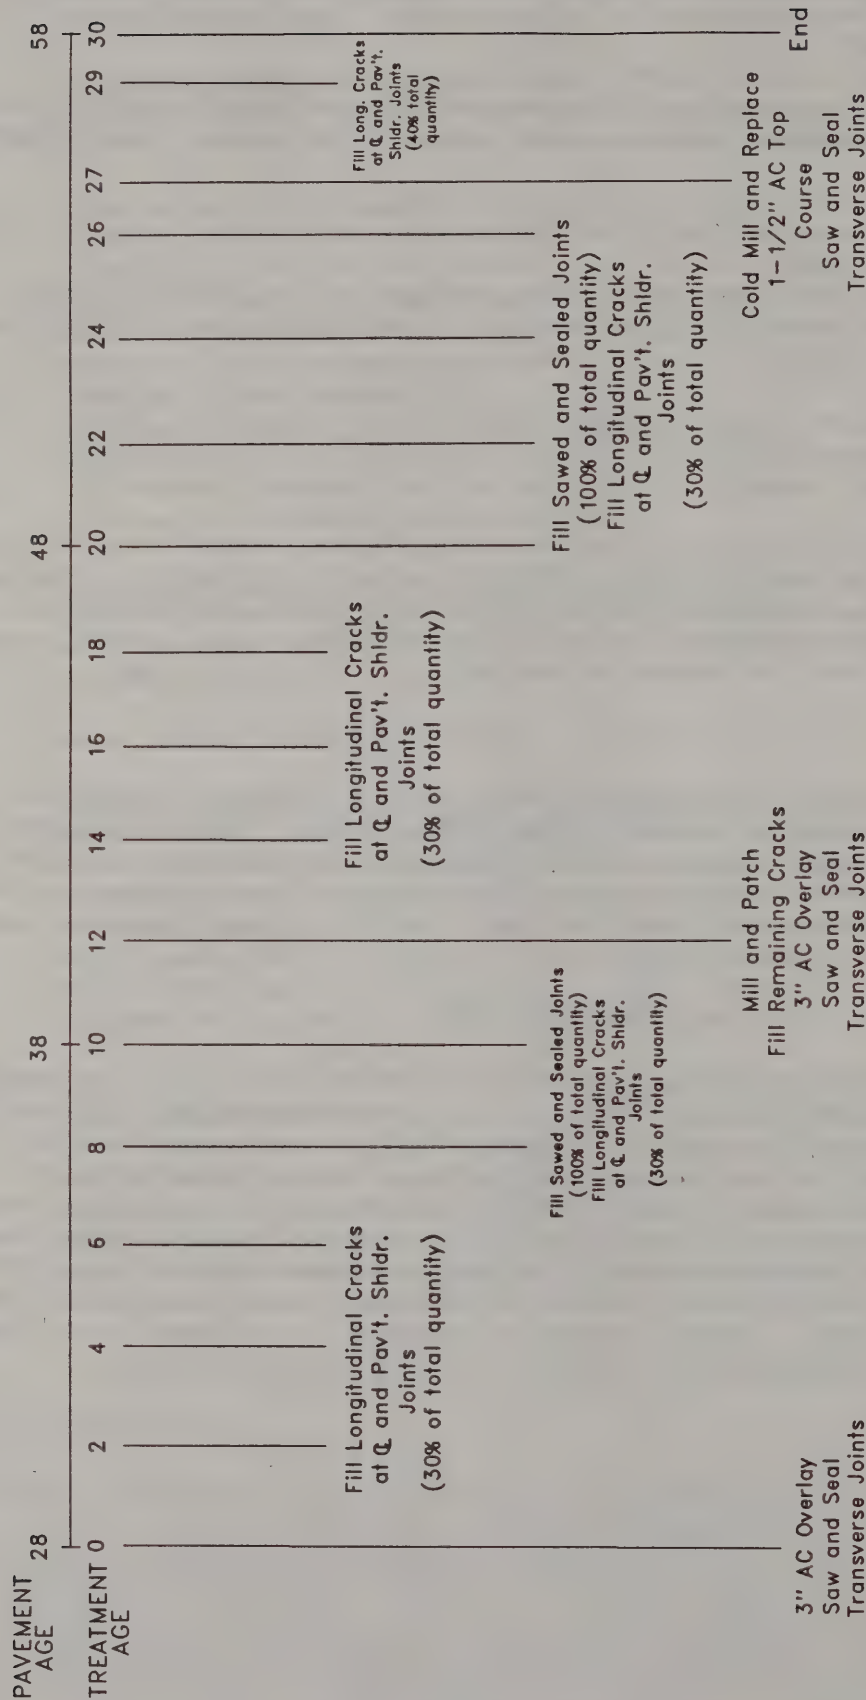 PAVEMENT
AGE
28
38
48
58
TREATMENT
AGE
0
2
4
6
8
10
12
14
16
18
20
22
24
26
27
29
30
3" AC Overlay
Saw and Seal
Transverse Joints
Fill Longitudinal Cracks
at ℄ and Pav't. Shldr.
Joints
(30% of total quantity)
Fill Sawed and Sealed Joints
(100% of total quantity)
Fill Longitudinal Cracks
at ℄ and Pav't. Shldr.
Joints
(30% of total quantity)
Mill and Patch
Fill Remaining Cracks
3" AC Overlay
Saw and Seal
Transverse Joints
Fill Longitudinal Cracks
at ℄ and Pav't. Shldr.
Joints
(30% of total quantity)
Fill Sawed and Sealed Joints
(100% of total quantity)
Fill Longitudinal Cracks
at ℄ and Pav't. Shldr.
Joints
(30% of total quantity)
Cold Mill and Replace
1-1/2" AC Top
Course
Saw and Seal
Transverse Joints
Fill Long. Cracks
at ℄ and Pav't.
Shldr. Joints
(40% total
quantity)
End